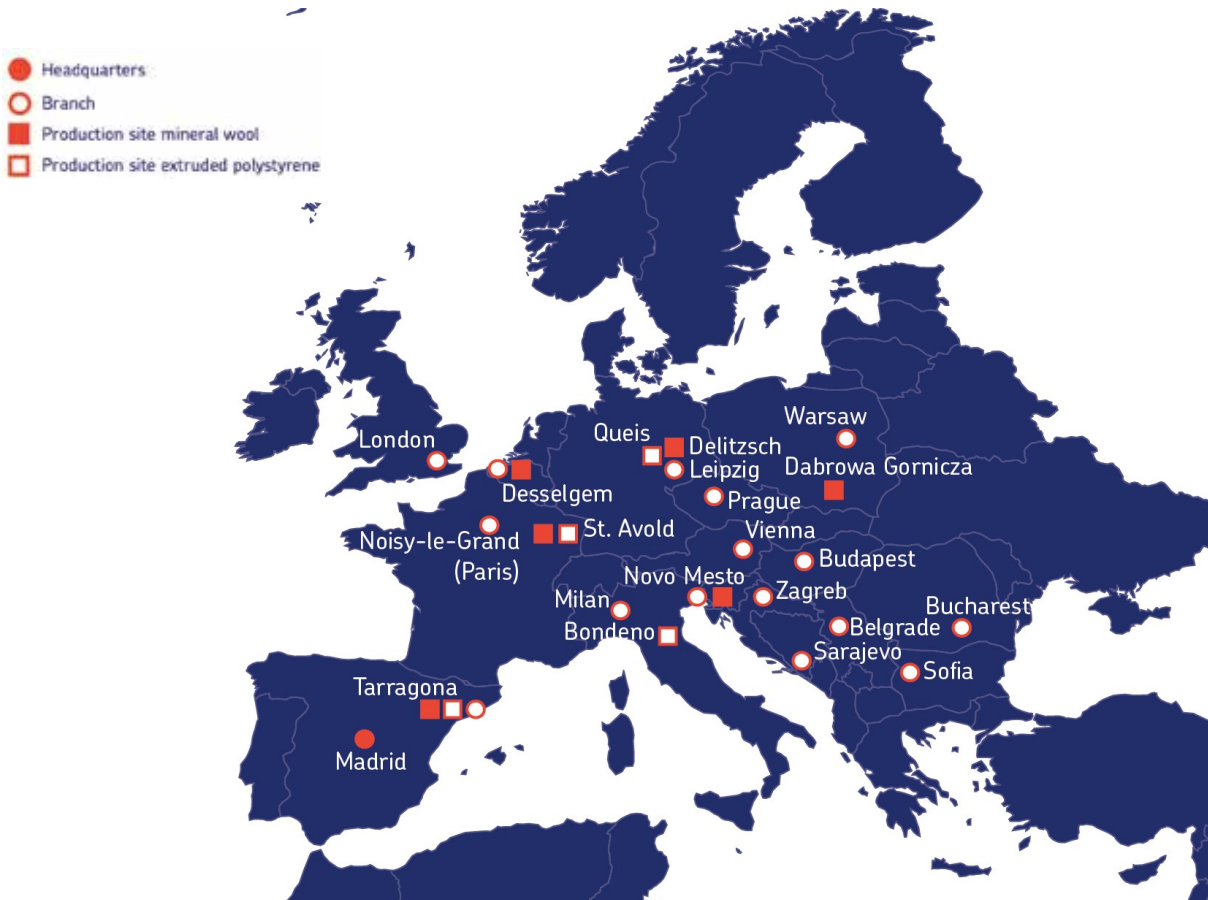 Headquarters
Branch
Production site mineral wool
Production site extruded polystyrene
Warsaw
Queis
London
Delitzsch
Dabrowa Gornicza
Leipzig
Desselgem
Prague
St. Avold
Vienna
Noisy-le-Grand
(Paris)
Budapest
Novo Mesto
Zagreb
Milan
Bucharest
Bondeno
Belgrade
Sarajevo
Sofia
Tarragona
Madrid